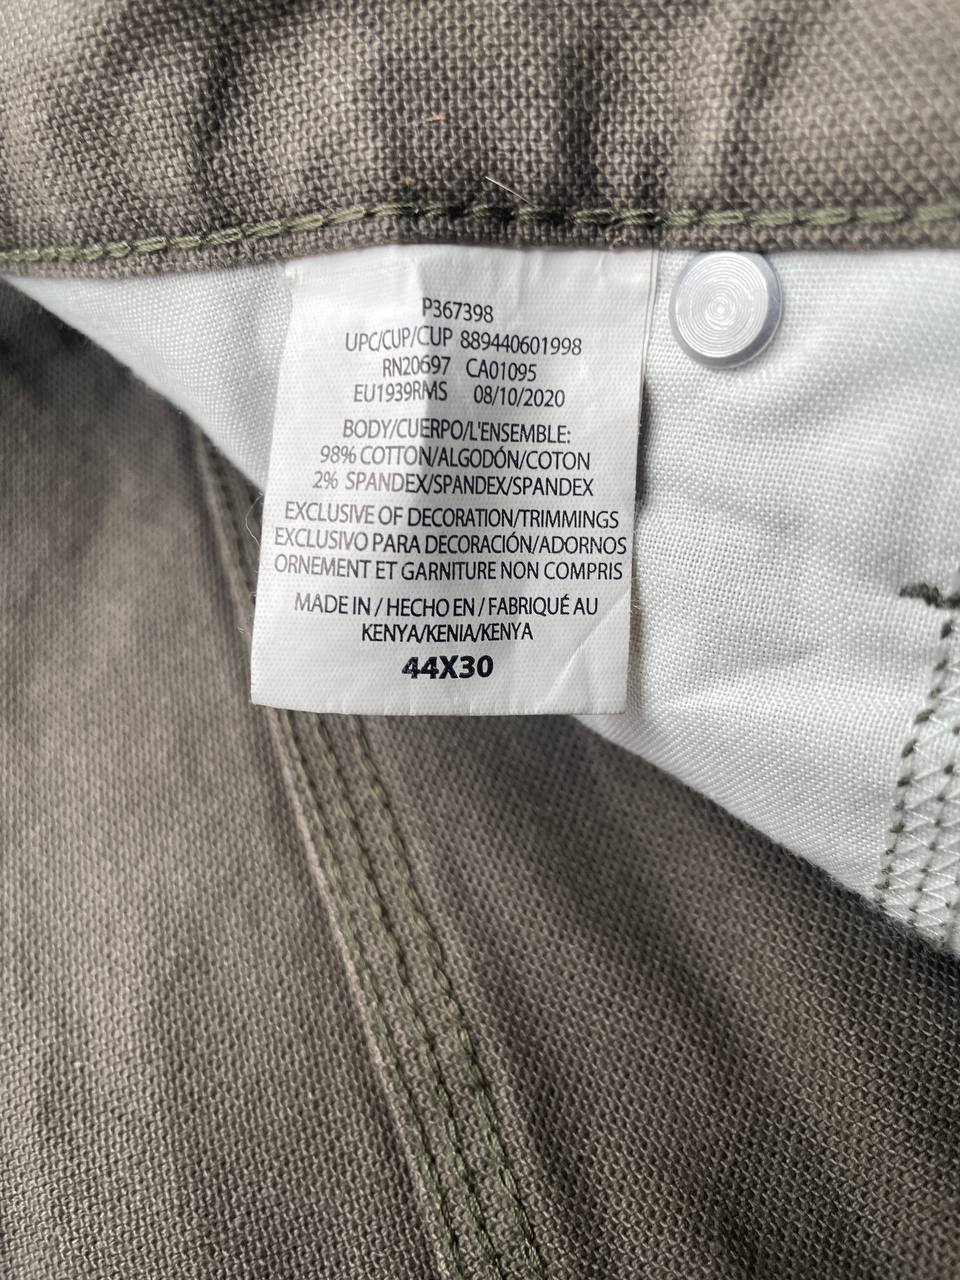 P367398
UPC/CUP/CUP 889440601998
RN20697 CA01095
EU1939RMS 08/10/2020
BODY/CUERPO/L'ENSEMBLE:
98% COTTON/ALGODÓN/COTON
2% SPANDEX/SPANDEX/SPANDEX
EXCLUSIVE OF DECORATION/TRIMMINGS
EXCLUSIVO PARA DECORACIÓN/ADORNOS
ORNEMENT ET GARNITURE NON COMPRIS
MADE IN / HECHO EN / FABRIQUÉ AU
KENYA/KENIA/KENYA
44X30